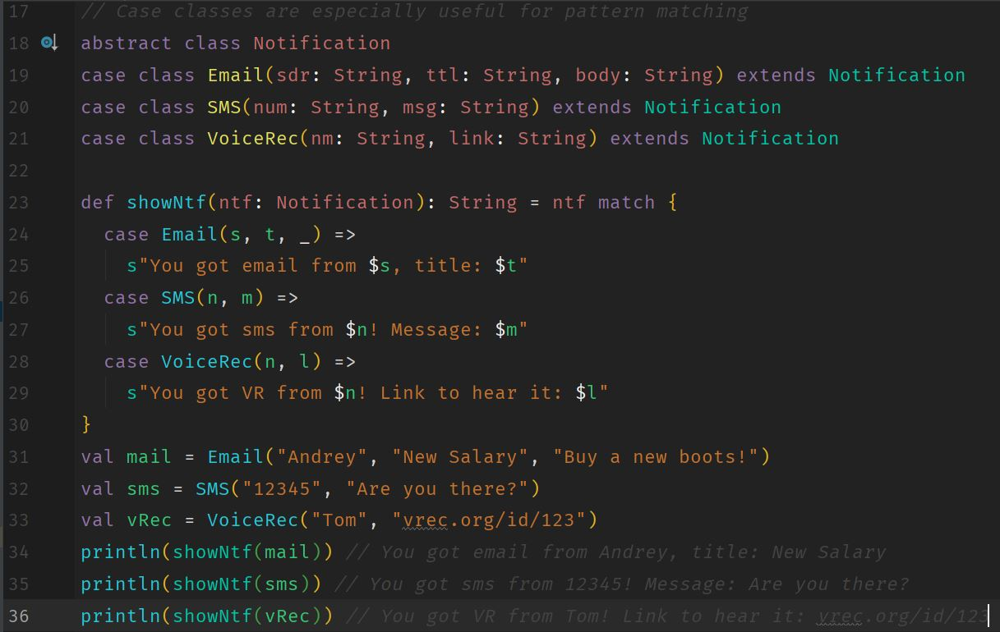 17 // Case classes are especially useful for pattern matching
18 abstract class Notification
19 case class Email(sdr: String, ttl: String, body: String) extends Notification
20 case class SMS(num: String, msg: String) extends Notification
21 case class VoiceRec(nm: String, link: String) extends Notification
22
23 def showNtf(ntf: Notification): String = ntf match {
24   case Email(s, t, _) =>
25     s"You got email from $s, title: $t"
26   case SMS(n, m) =>
27     s"You got sms from $n! Message: $m"
28   case VoiceRec(n, l) =>
29     s"You got VR from $n! Link to hear it: $l"
30 }
31 val mail = Email("Andrey", "New Salary", "Buy a new boots!")
32 val sms = SMS("12345", "Are you there?")
33 val vRec = VoiceRec("Tom", "vrec.org/id/123")
34 println(showNtf(mail)) // You got email from Andrey, title: New Salary
35 println(showNtf(sms)) // You got sms from 12345! Message: Are you there?
36 println(showNtf(vRec)) // You got VR from Tom! Link to hear it: vrec.org/id/123